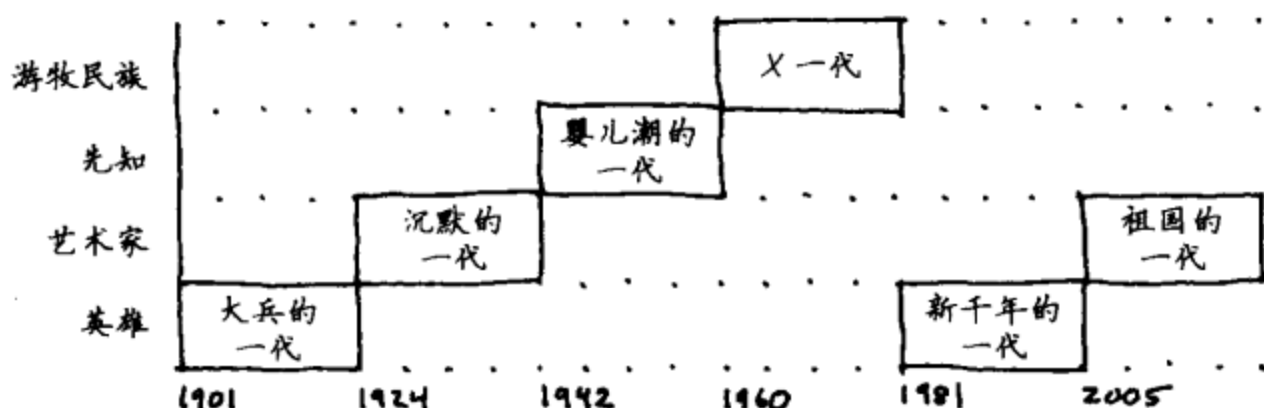 游牧民族
X 一代
先知
婴儿潮的
一代
艺术家
沉默的
一代
祖国的
一代
英雄
大兵的
一代
新千年的
一代
1901 1924 1942 1960 1981 2005